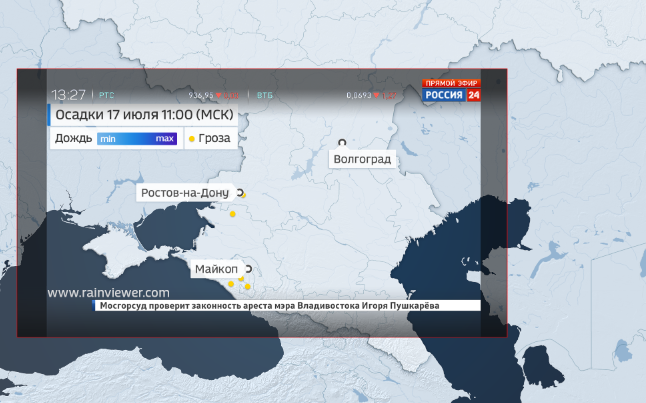 ПРЯМОЙ ЭФИР
13:27 | РТС 936,95 | ВТБ 0,0693 РОССИЯ 24
Осадки 17 июля 11:00 (МСК)
Дождь min max Гроза
Волгоград
Ростов-на-Дону
Майкоп
www.rainviewer.com
Мосгорсуд проверит законность ареста мэра Владивостока Игоря Пушкарёва